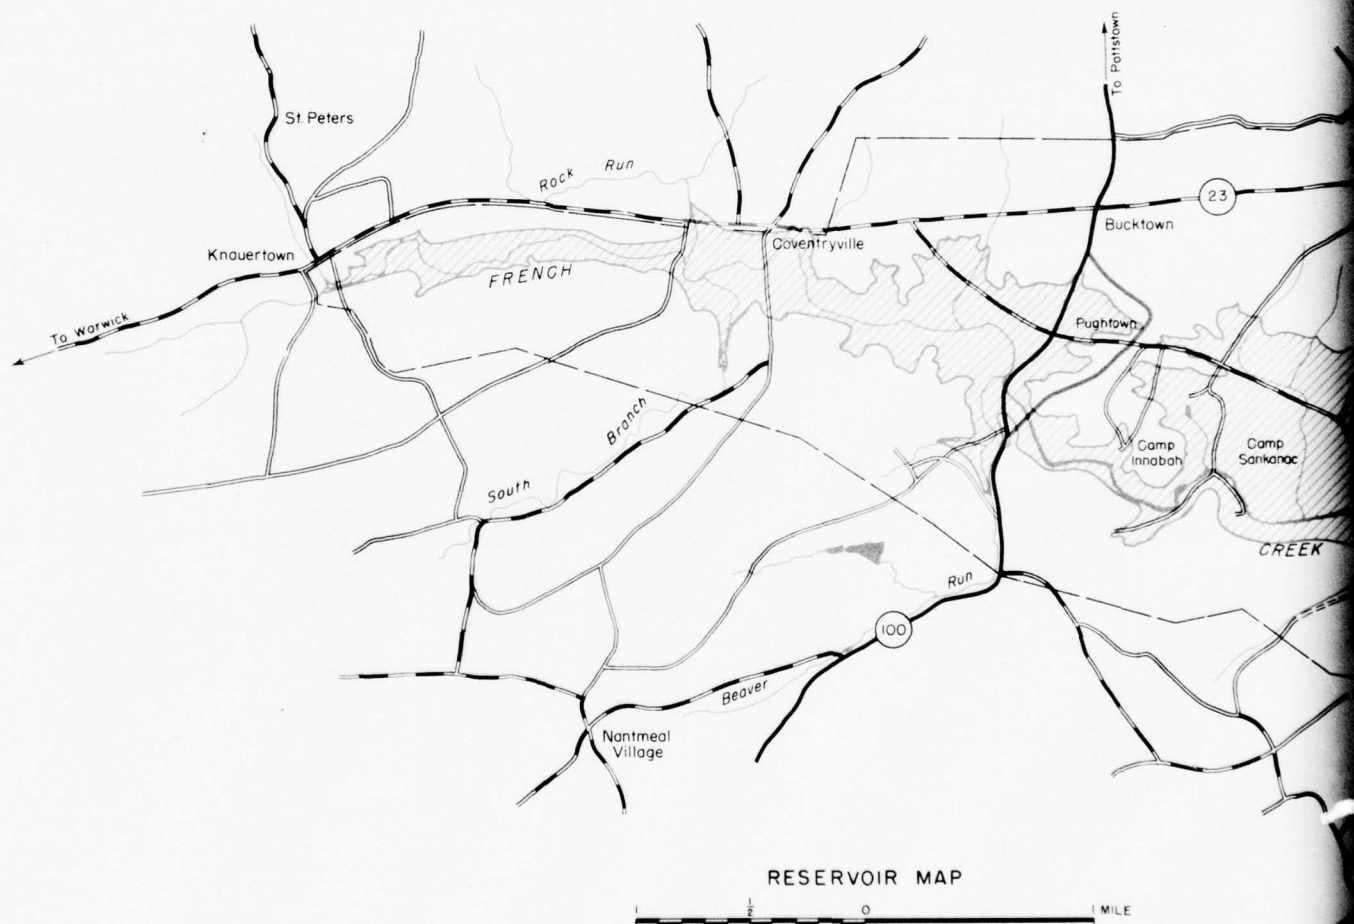 To Pottstown
St. Peters
Rock Run
23
Bucktown
Knauertown
Coventryville
FRENCH
To Warwick
Pughtown
Branch
Camp
Innabah
Camp
Sankanac
South
CREEK
Run
100
Beaver
Nantmeal
Village
RESERVOIR MAP
1 1/2 0 1 MILE